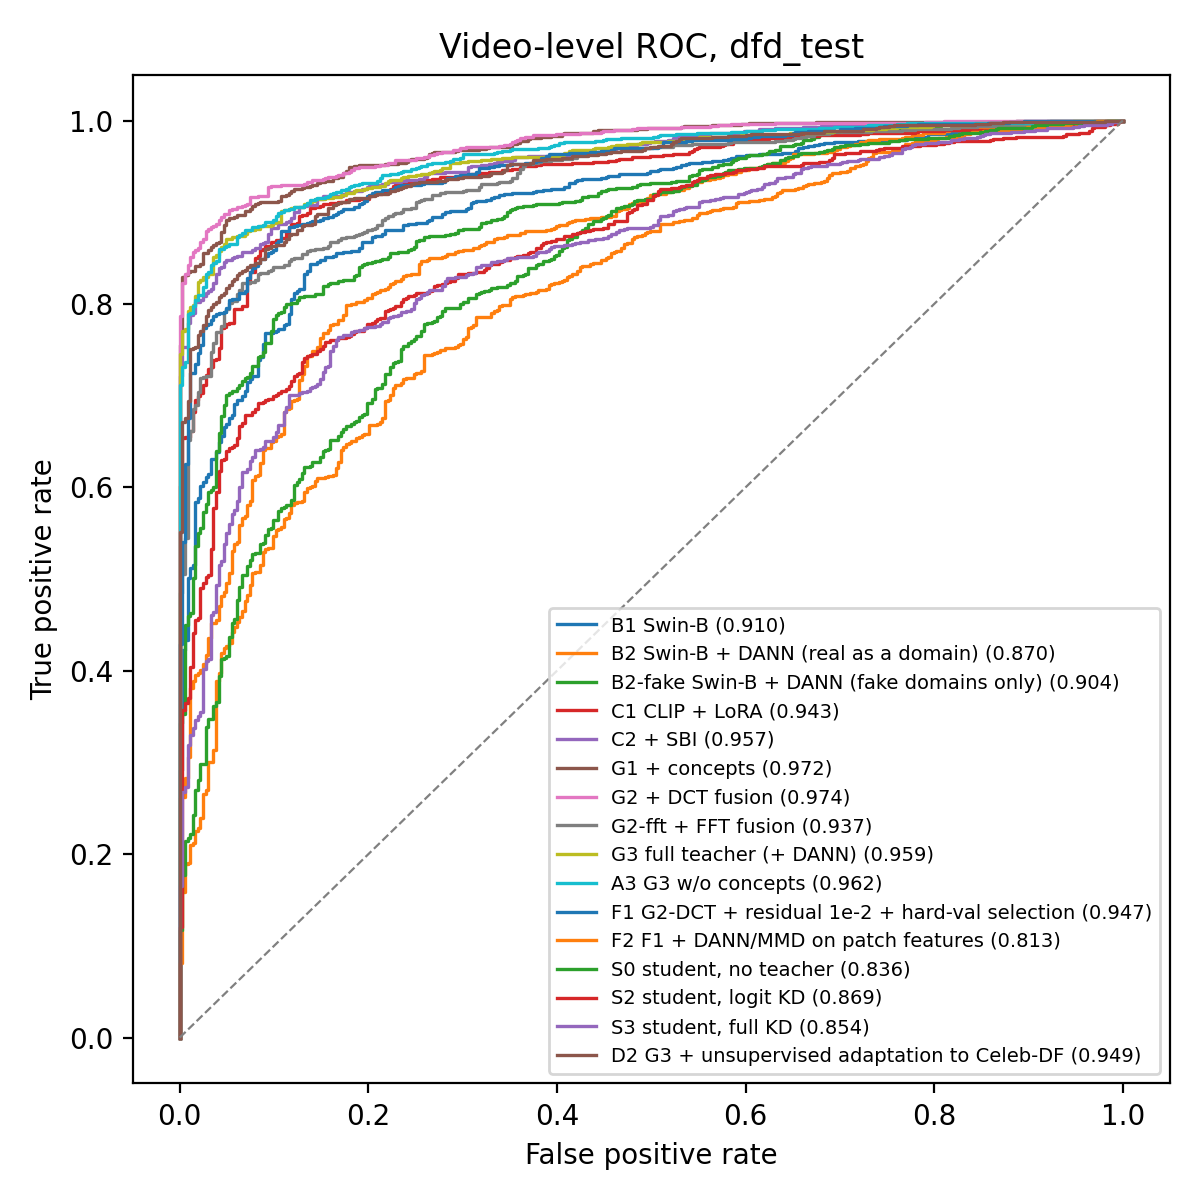 Video-level ROC, dfd_test
True positive rate
1.0
0.8
0.6
0.4
0.2
0.0
B1 Swin-B (0.910)
B2 Swin-B + DANN (real as a domain) (0.870)
B2-fake Swin-B + DANN (fake domains only) (0.904)
C1 CLIP + LoRA (0.943)
C2 + SBI (0.957)
G1 + concepts (0.972)
G2 + DCT fusion (0.974)
G2-fft + FFT fusion (0.937)
G3 full teacher (+ DANN) (0.959)
A3 G3 w/o concepts (0.962)
F1 G2-DCT + residual 1e-2 + hard-val selection (0.947)
F2 F1 + DANN/MMD on patch features (0.813)
S0 student, no teacher (0.836)
S2 student, logit KD (0.869)
S3 student, full KD (0.854)
D2 G3 + unsupervised adaptation to Celeb-DF (0.949)
0.0 0.2 0.4 0.6 0.8 1.0
False positive rate